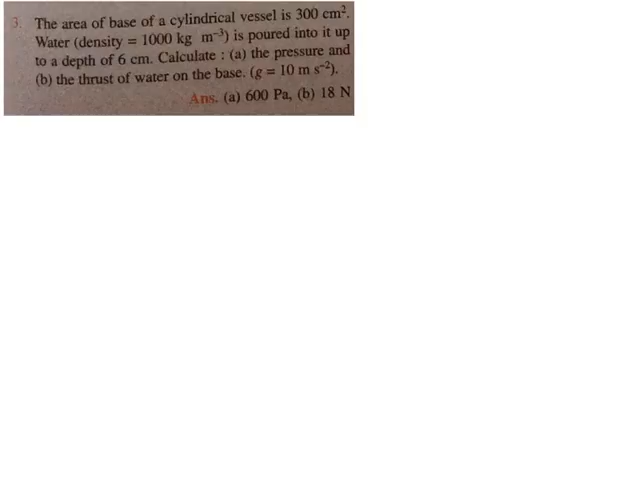 3. The area of base of a cylindrical vessel is 300 cm².
Water (density = 1000 kg m⁻³) is poured into it up
to a depth of 6 cm. Calculate : (a) the pressure and
(b) the thrust of water on the base. (g = 10 m s⁻²).
Ans. (a) 600 Pa, (b) 18 N